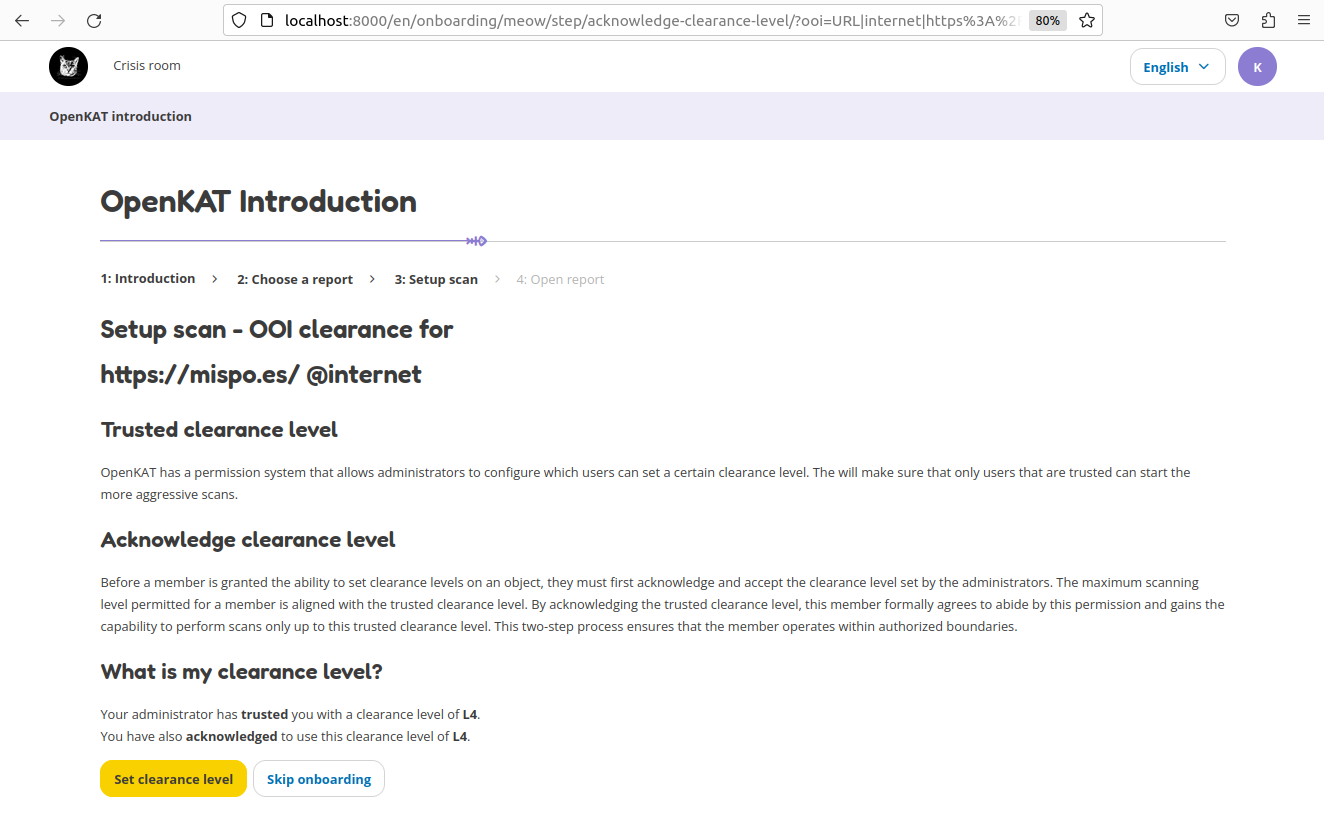 localhost:8000/en/onboarding/meow/step/acknowledge-clearance-level/?ooi=URL|internet|https%3A%2
80%
Crisis room
English
K
OpenKAT introduction
OpenKAT Introduction
1: Introduction > 2: Choose a report > 3: Setup scan > 4: Open report
Setup scan - OOI clearance for
https://mispo.es/ @internet
Trusted clearance level
OpenKAT has a permission system that allows administrators to configure which users can set a certain clearance level. The will make sure that only users that are trusted can start the
more aggressive scans.
Acknowledge clearance level
Before a member is granted the ability to set clearance levels on an object, they must first acknowledge and accept the clearance level set by the administrators. The maximum scanning
level permitted for a member is aligned with the trusted clearance level. By acknowledging the trusted clearance level, this member formally agrees to abide by this permission and gains the
capability to perform scans only up to this trusted clearance level. This two-step process ensures that the member operates within authorized boundaries.
What is my clearance level?
Your administrator has trusted you with a clearance level of L4.
You have also acknowledged to use this clearance level of L4.
Set clearance level
Skip onboarding